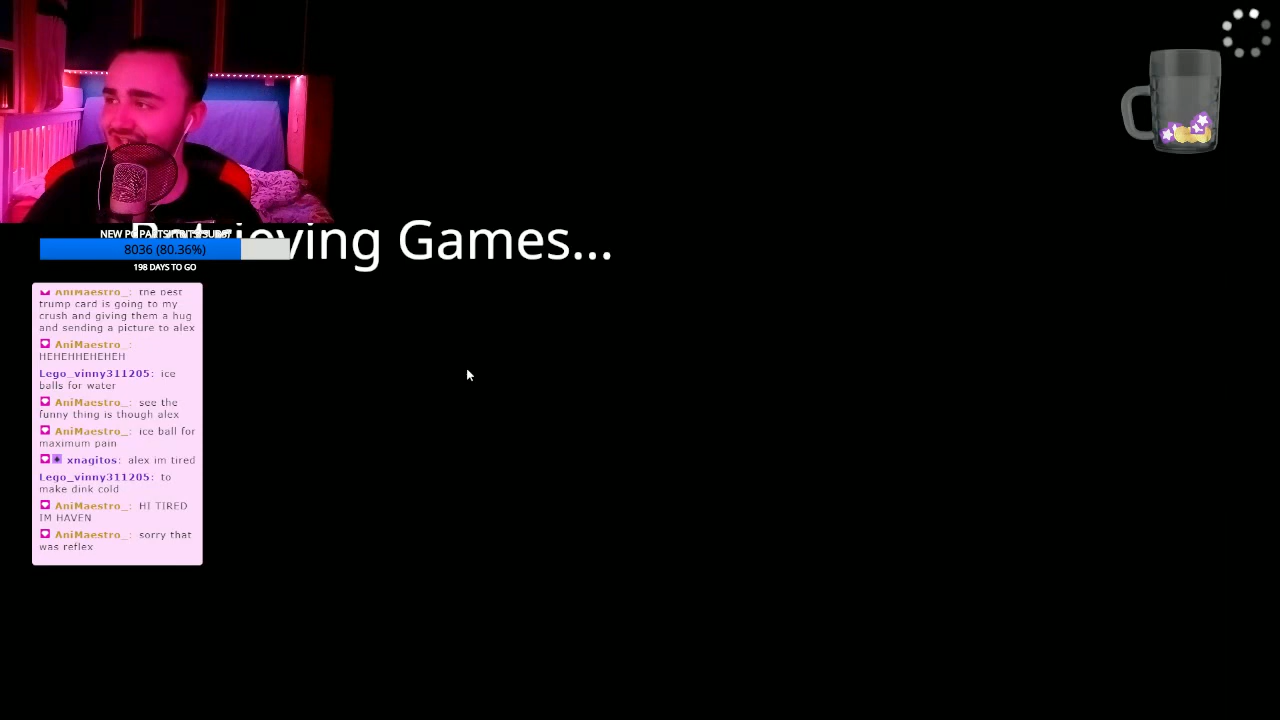 Retrieving Games...
NEW PC PARTS!! (BITS/SUBS)
8036 (80.36%)
198 DAYS TO GO
AniMaestro_: the best
trump card is going to my
crush and giving them a hug
and sending a picture to alex
AniMaestro_:
HEHEHHEHEHEH
Lego_vinny311205: ice
balls for water
AniMaestro_: see the
funny thing is though alex
AniMaestro_: ice ball for
maximum pain
xnagitos: alex im tired
Lego_vinny311205: to
make dink cold
AniMaestro_: HI TIRED
IM HAVEN
AniMaestro_: sorry that
was reflex